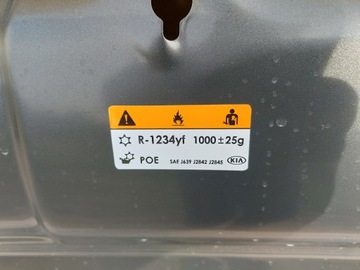 R-1234yf 1000±25g
POE SAE J639 J2842 J2845 KIA